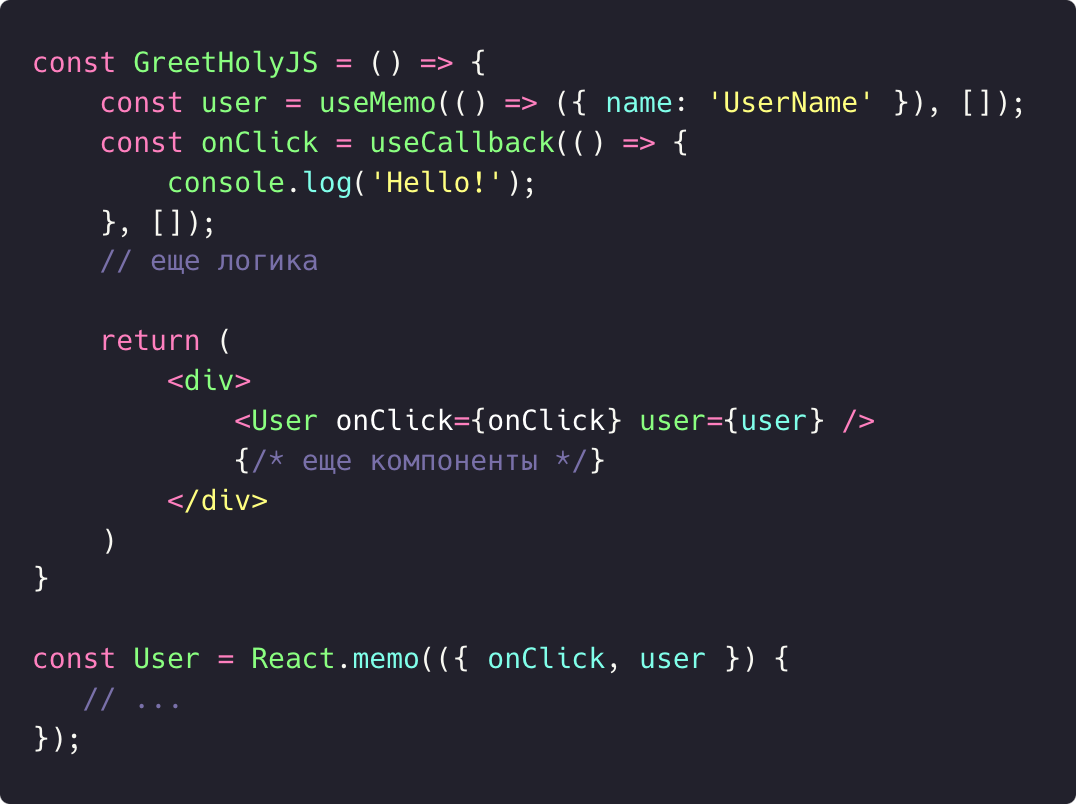 const GreetHolyJS = () => {
    const user = useMemo(() => ({ name: 'UserName' }), []);
    const onClick = useCallback(() => {
        console.log('Hello!');
    }, []);
    // еще логика

    return (
        <div>
            <User onClick={onClick} user={user} />
            {/* еще компоненты */}
        </div>
    )
}

const User = React.memo(({ onClick, user }) {
   // ...
});